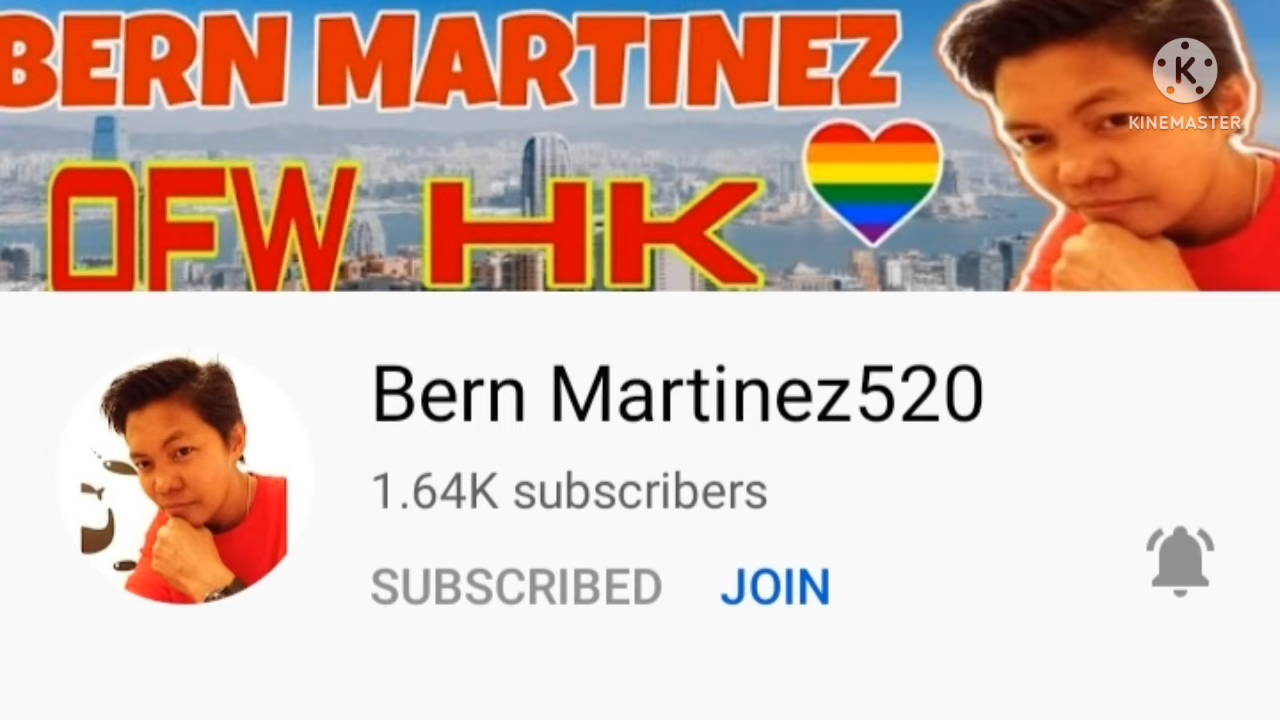 BERN MARTINEZ
K
KINEMASTER
OFW HK
Bern Martinez520
1.64K subscribers
SUBSCRIBED JOIN